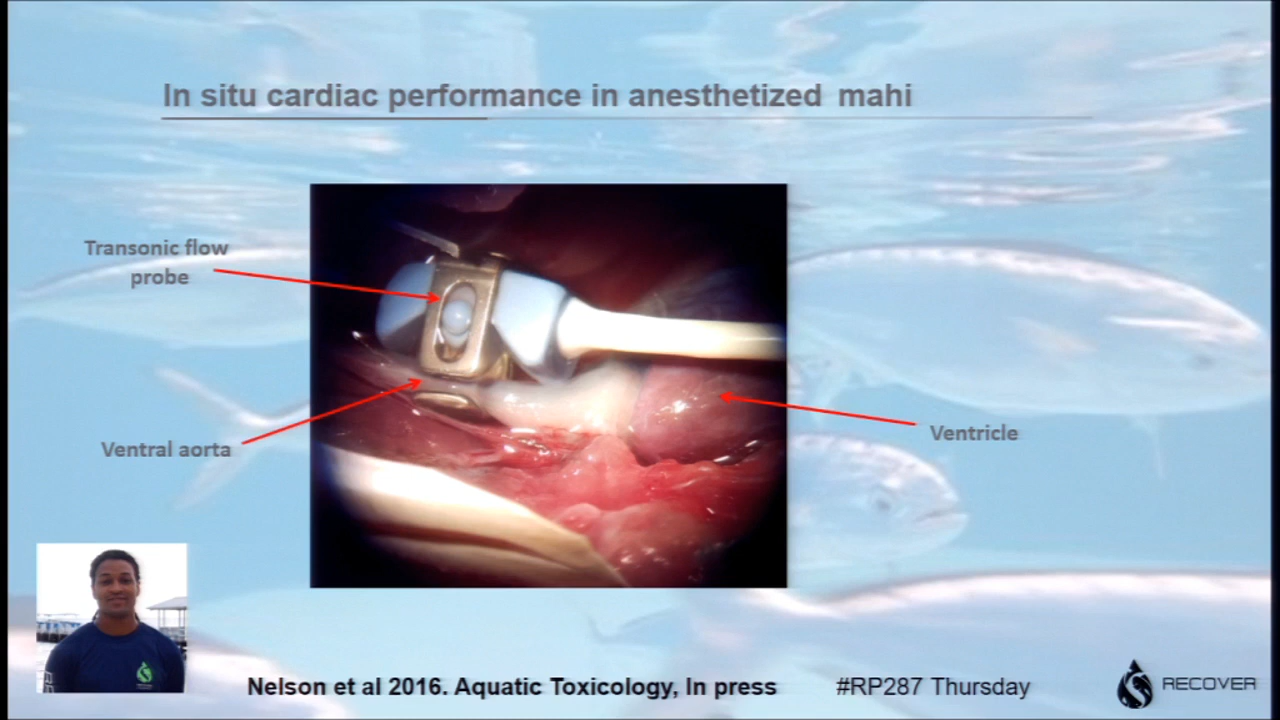 In situ cardiac performance in anesthetized mahi
Transonic flow
probe
Ventral aorta
Ventricle
Nelson et al 2016. Aquatic Toxicology, In press
#RP287 Thursday
RECOVER